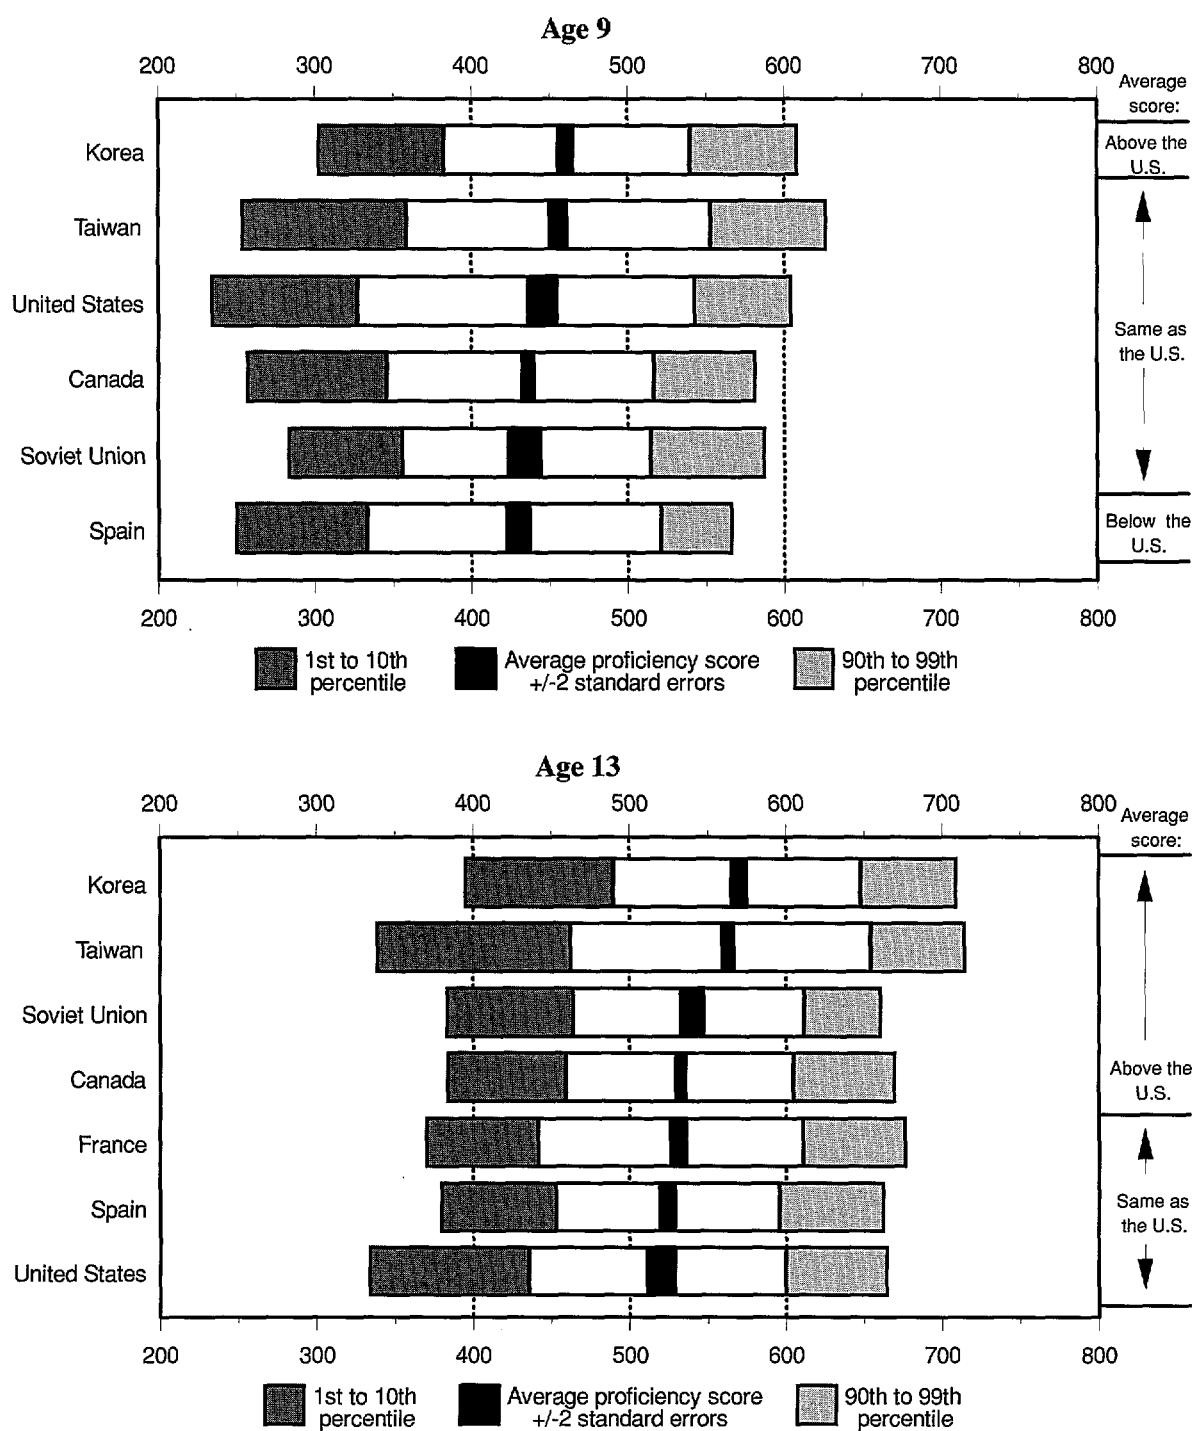 Age 9
200 300 400 500 600 700 800
Average
score:
Korea
Above the
U.S.
Taiwan
United States
Same as
the U.S.
Canada
Soviet Union
Spain
Below the
U.S.
200 300 400 500 600 700 800
1st to 10th
percentile
Average proficiency score
+/-2 standard errors
90th to 99th
percentile
Age 13
200 300 400 500 600 700 800
Average
score:
Korea
Taiwan
Soviet Union
Canada
Above the
U.S.
France
Spain
Same as
the U.S.
United States
200 300 400 500 600 700 800
1st to 10th
percentile
Average proficiency score
+/-2 standard errors
90th to 99th
percentile